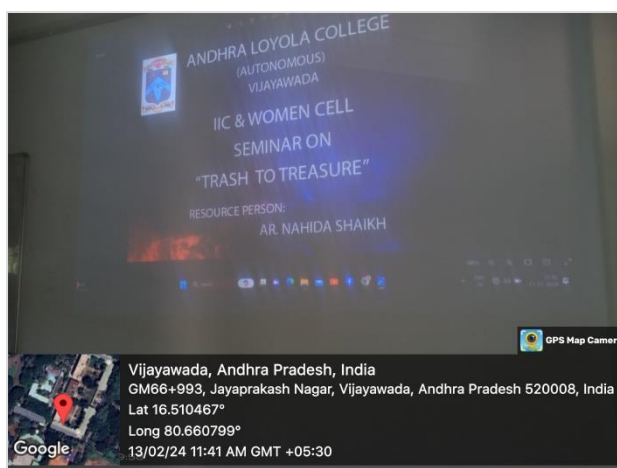 ANDHRA LOYOLA COLLEGE
(AUTONOMOUS)
VIJAYAWADA
IIC & WOMEN CELL
SEMINAR ON
“TRASH TO TREASURE”
RESOURCE PERSON:
AR. NAHIDA SHAIKH
GPS Map Camer
Vijayawada, Andhra Pradesh, India
GM66+993, Jayaprakash Nagar, Vijayawada, Andhra Pradesh 520008, India
Lat 16.510467°
Long 80.660799°
13/02/24 11:41 AM GMT +05:30
Google